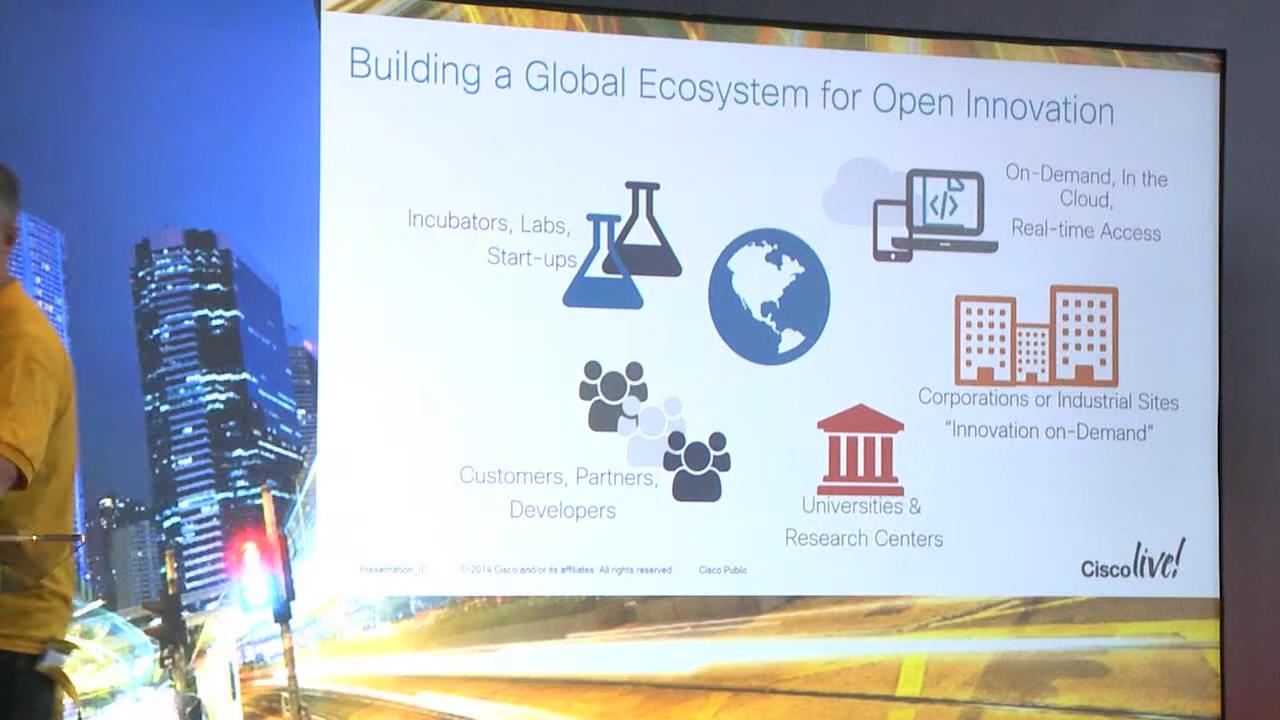 Building a Global Ecosystem for Open Innovation
Incubators, Labs,
Start-ups
On-Demand, In the
Cloud,
Real-time Access
</>
Corporations or Industrial Sites
"Innovation on-Demand"
Customers, Partners,
Developers
Universities &
Research Centers
Presentation_ID
© 2014 Cisco and/or its affiliates. All rights reserved.
Cisco Public
Cisco live!